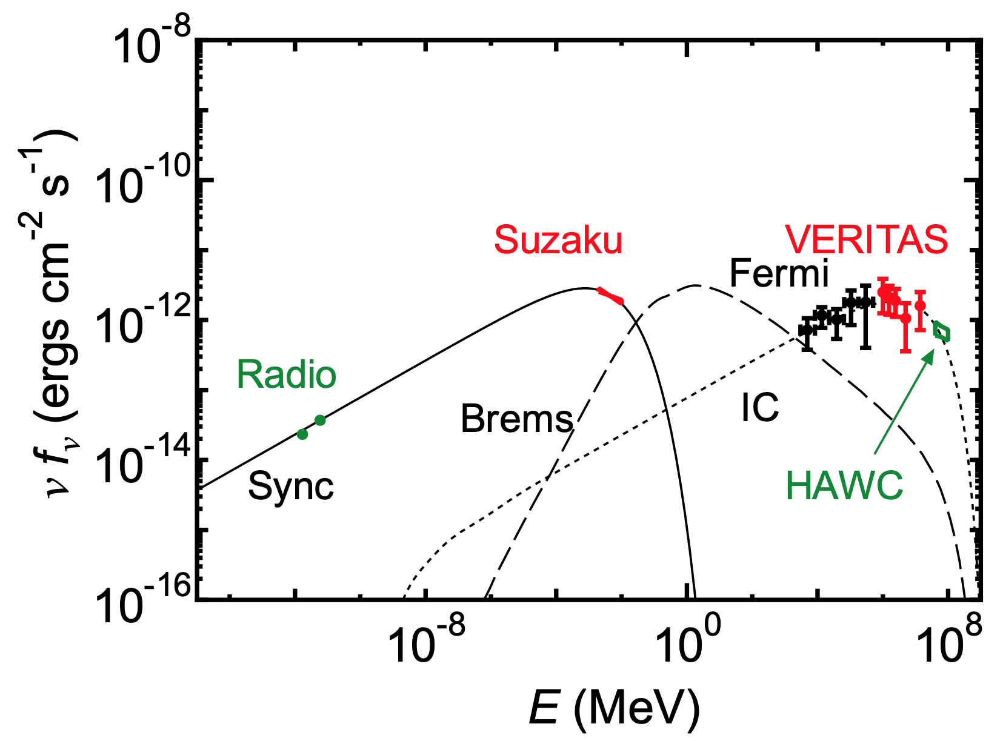 10⁻⁸
10⁻¹⁰
10⁻¹²
10⁻¹⁴
10⁻¹⁶
ν f_ν (ergs cm⁻² s⁻¹)
Suzaku
VERITAS
Fermi
Radio
Brems
IC
Sync
HAWC
10⁻⁸ 10⁰ 10⁸
E (MeV)